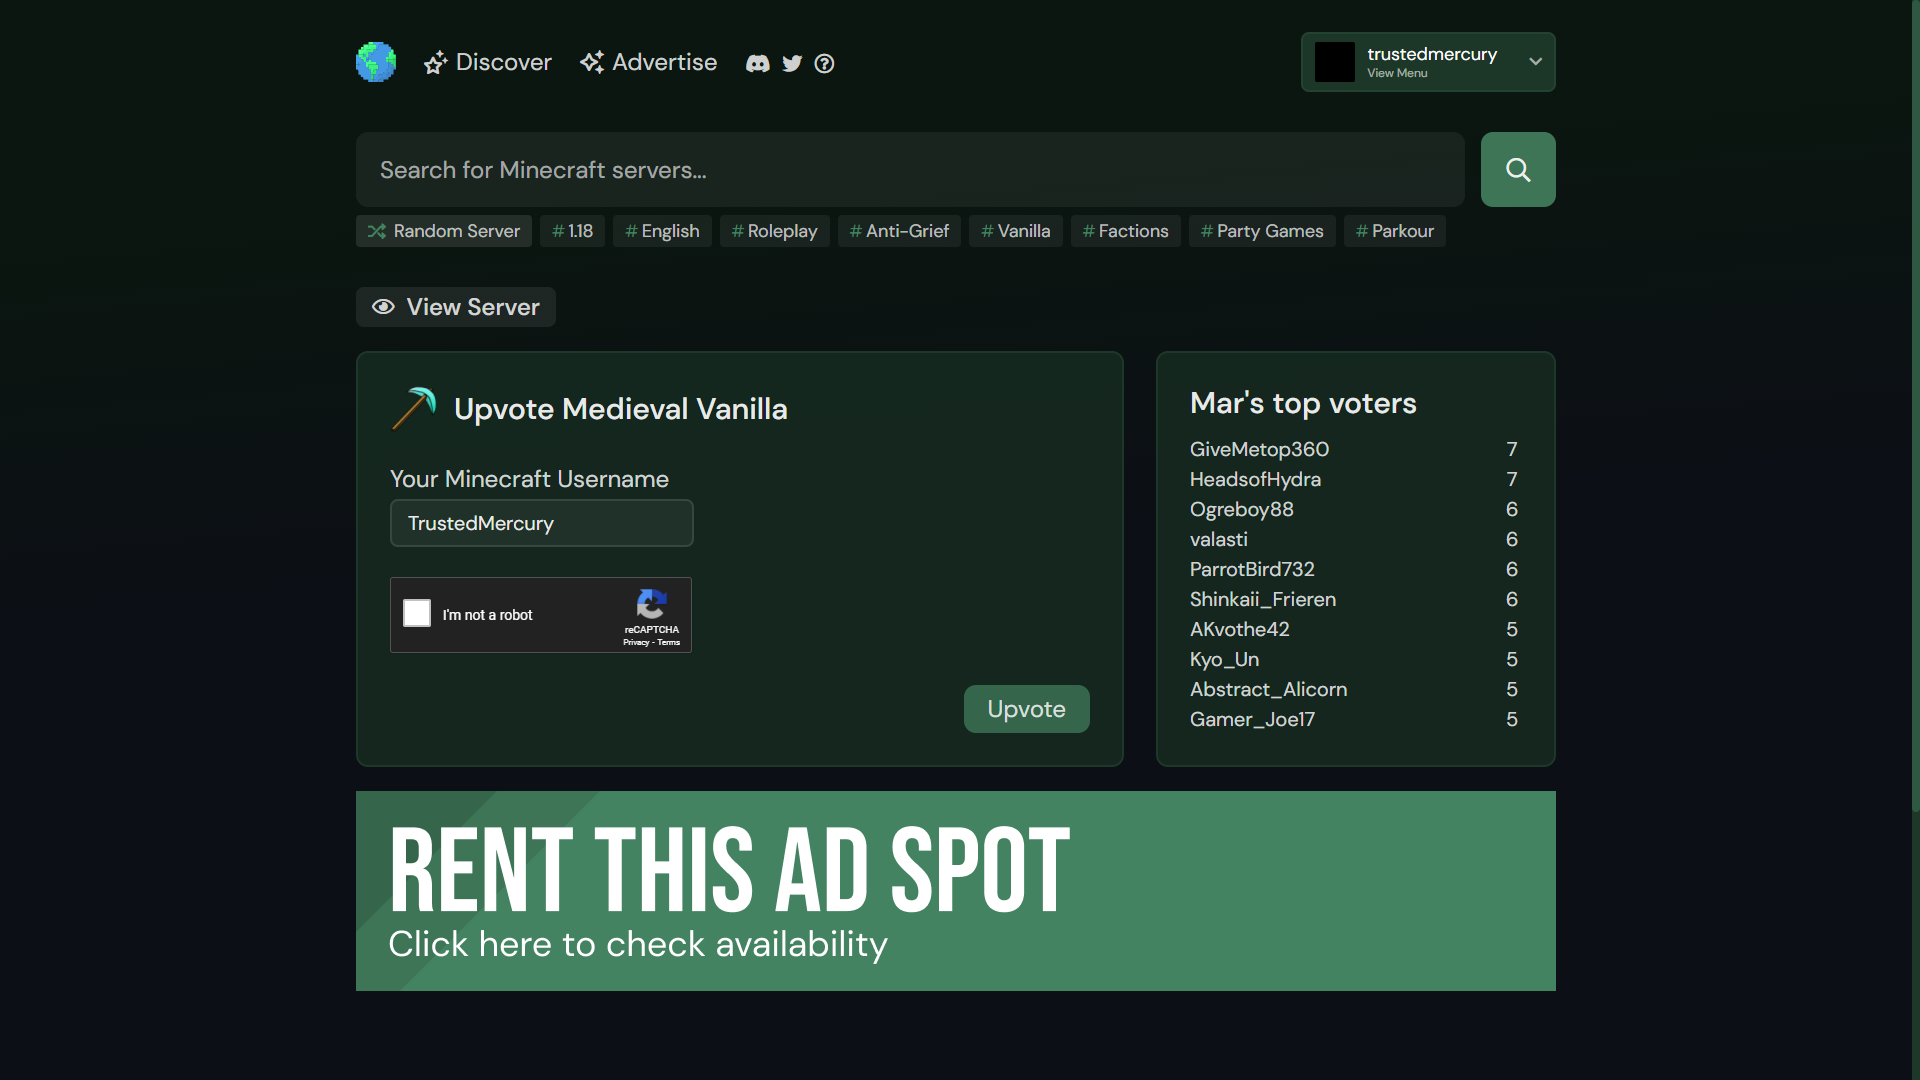 Discover
Advertise
trustedmercury
View Menu
Search for Minecraft servers...
Random Server
#1.18
#English
#Roleplay
#Anti-Grief
#Vanilla
#Factions
#Party Games
#Parkour
View Server
Upvote Medieval Vanilla
Your Minecraft Username
TrustedMercury
I'm not a robot
reCAPTCHA
Privacy - Terms
Upvote
Mar's top voters
GiveMetop360 7
HeadsofHydra 7
Ogreboy88 6
valasti 6
ParrotBird732 6
Shinkaii_Frieren 6
AKvothe42 5
Kyo_Un 5
Abstract_Alicorn 5
Gamer_Joe17 5
RENT THIS AD SPOT
Click here to check availability